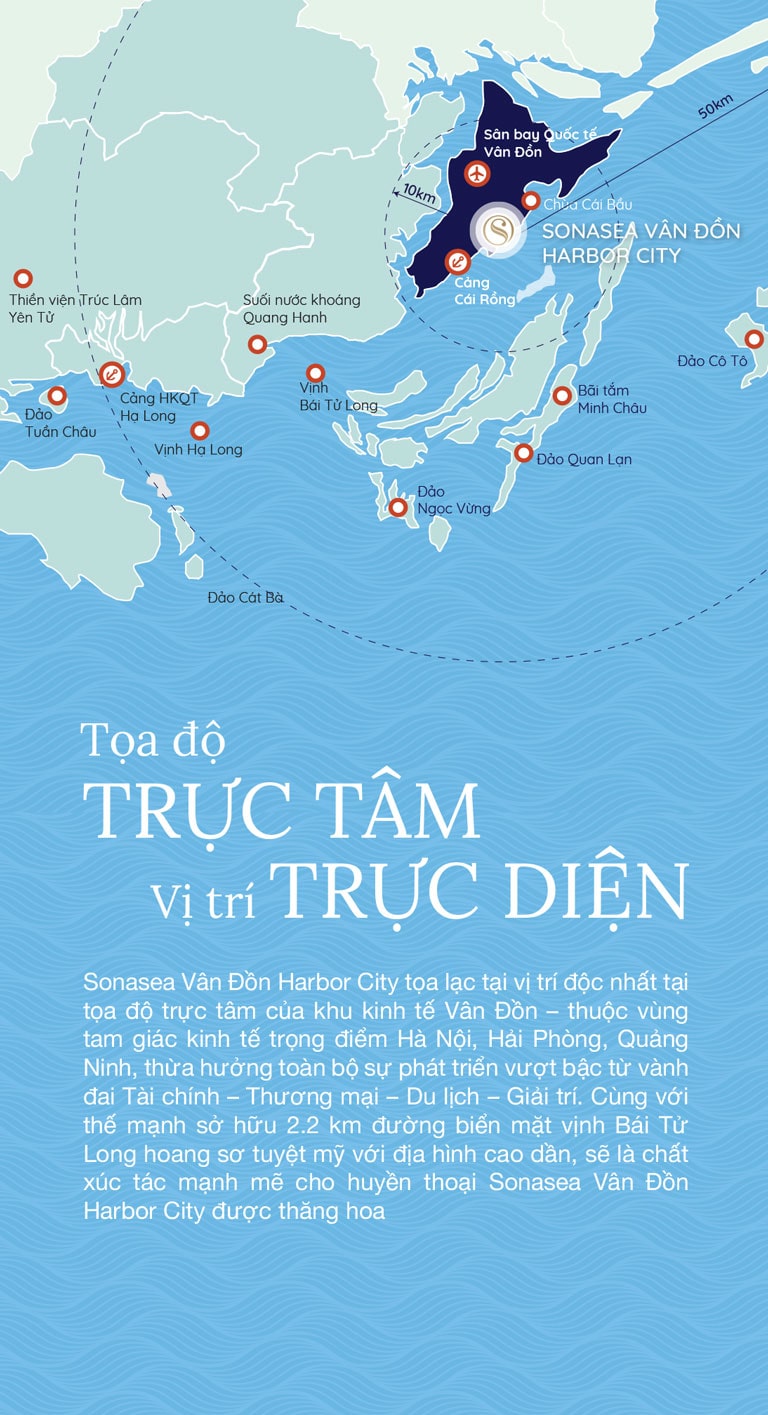 50km
Sân bay Quốc tế
Vân Đồn
10km
Chùa Cái Bầu
SONASEA VÂN ĐỒN
HARBOR CITY
Cảng
Cái Rồng
Thiền viện Trúc Lâm
Yên Tử
Suối nước khoáng
Quang Hanh
Đảo Cô Tô
Vịnh
Bái Tử Long
Cảng HKQT
Hạ Long
Bãi tắm
Minh Châu
Đảo
Tuần Châu
Vịnh Hạ Long
Đảo Quan Lạn
Đảo
Ngọc Vừng
Đảo Cát Bà
Tọa độ
TRỰC TÂM
Vị trí TRỰC DIỆN
Sonasea Vân Đồn Harbor City tọa lạc tại vị trí độc nhất tại
tọa độ trực tâm của khu kinh tế Vân Đồn – thuộc vùng
tam giác kinh tế trọng điểm Hà Nội, Hải Phòng, Quảng
Ninh, thừa hưởng toàn bộ sự phát triển vượt bậc từ vành
đai Tài chính – Thương mại – Du lịch – Giải trí. Cùng với
thế mạnh sở hữu 2.2 km đường biển mặt vịnh Bái Tử
Long hoang sơ tuyệt mỹ với địa hình cao dần, sẽ là chất
xúc tác mạnh mẽ cho huyền thoại Sonasea Vân Đồn
Harbor City được thăng hoa